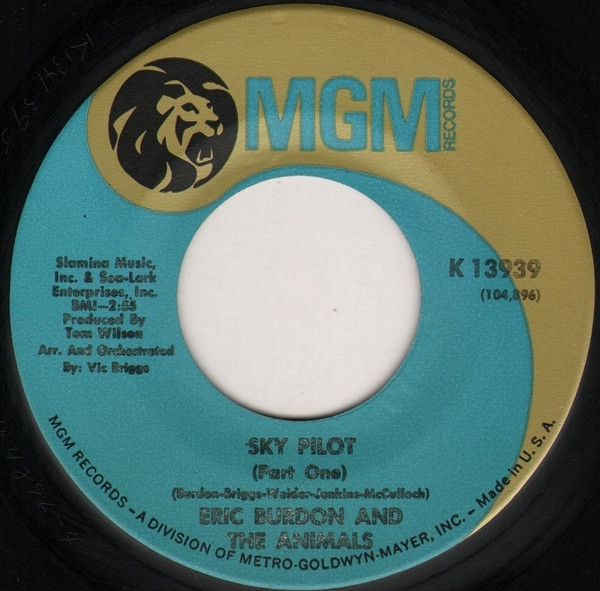 MGM
RECORDS
Slamina Music,
Inc. & Sea-Lark
Enterprises, Inc.
BMI—2:55
Produced By
Tom Wilson
Arr. And Orchestrated
By: Vic Briggs
K 13939
(104,896)
SKY PILOT
(Part One)
(Burdon-Briggs-Weider-Jenkins-McCulloch)
ERIC BURDON AND
THE ANIMALS
MGM RECORDS – A DIVISION OF METRO-GOLDWYN-MAYER, INC. – Made in U. S. A.